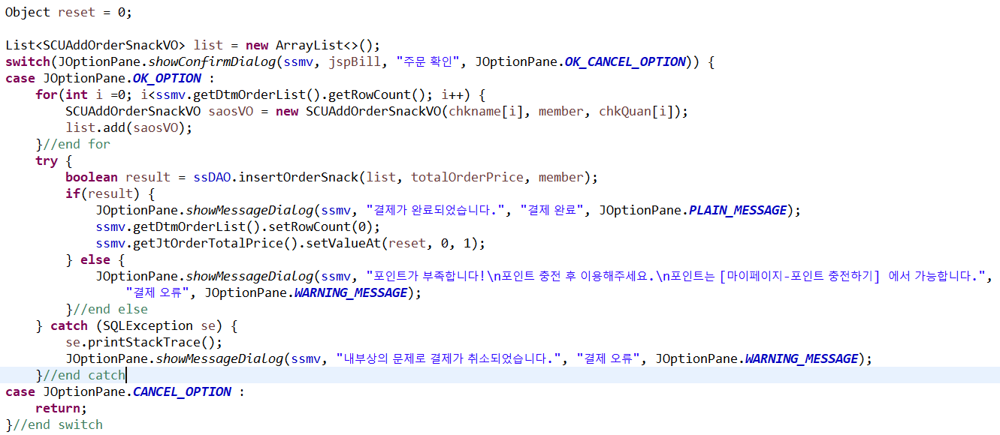 Object reset = 0;
List<SCUAddOrderSnackVO> list = new ArrayList<>();
switch(JOptionPane.showConfirmDialog(ssmv, jspBill, "주문 확인", JOptionPane.OK_CANCEL_OPTION)) {
case JOptionPane.OK_OPTION :
for(int i =0; i<ssmv.getDtmOrderList().getRowCount(); i++) {
SCUAddOrderSnackVO saosVO = new SCUAddOrderSnackVO(chkname[i], member, chkQuan[i]);
list.add(saosVO);
}//end for
try {
boolean result = ssDAO.insertOrderSnack(list, totalOrderPrice, member);
if(result) {
JOptionPane.showMessageDialog(ssmv, "결제가 완료되었습니다.", "결제 완료", JOptionPane.PLAIN_MESSAGE);
ssmv.getDtmOrderList().setRowCount(0);
ssmv.getJtOrderTotalPrice().setValueAt(reset, 0, 1);
} else {
JOptionPane.showMessageDialog(ssmv, "포인트가 부족합니다!\n포인트 충전 후 이용해주세요.\n포인트는 [마이페이지-포인트 충전하기] 에서 가능합니다.",
"결제 오류", JOptionPane.WARNING_MESSAGE);
}//end else
} catch (SQLException se) {
se.printStackTrace();
JOptionPane.showMessageDialog(ssmv, "내부상의 문제로 결제가 취소되었습니다.", "결제 오류", JOptionPane.WARNING_MESSAGE);
}//end catch
case JOptionPane.CANCEL_OPTION :
return;
}//end switch